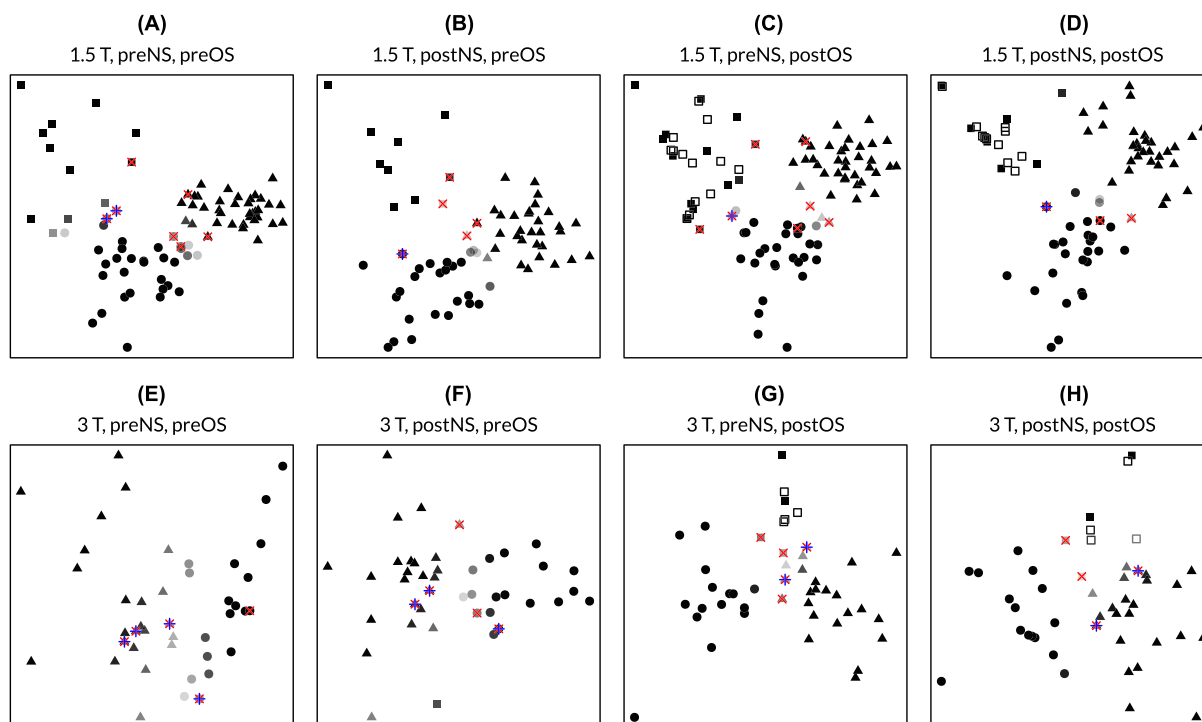 (A)
1.5 T, preNS, preOS
(B)
1.5 T, postNS, preOS
(C)
1.5 T, preNS, postOS
(D)
1.5 T, postNS, postOS
(E)
3 T, preNS, preOS
(F)
3 T, postNS, preOS
(G)
3 T, preNS, postOS
(H)
3 T, postNS, postOS